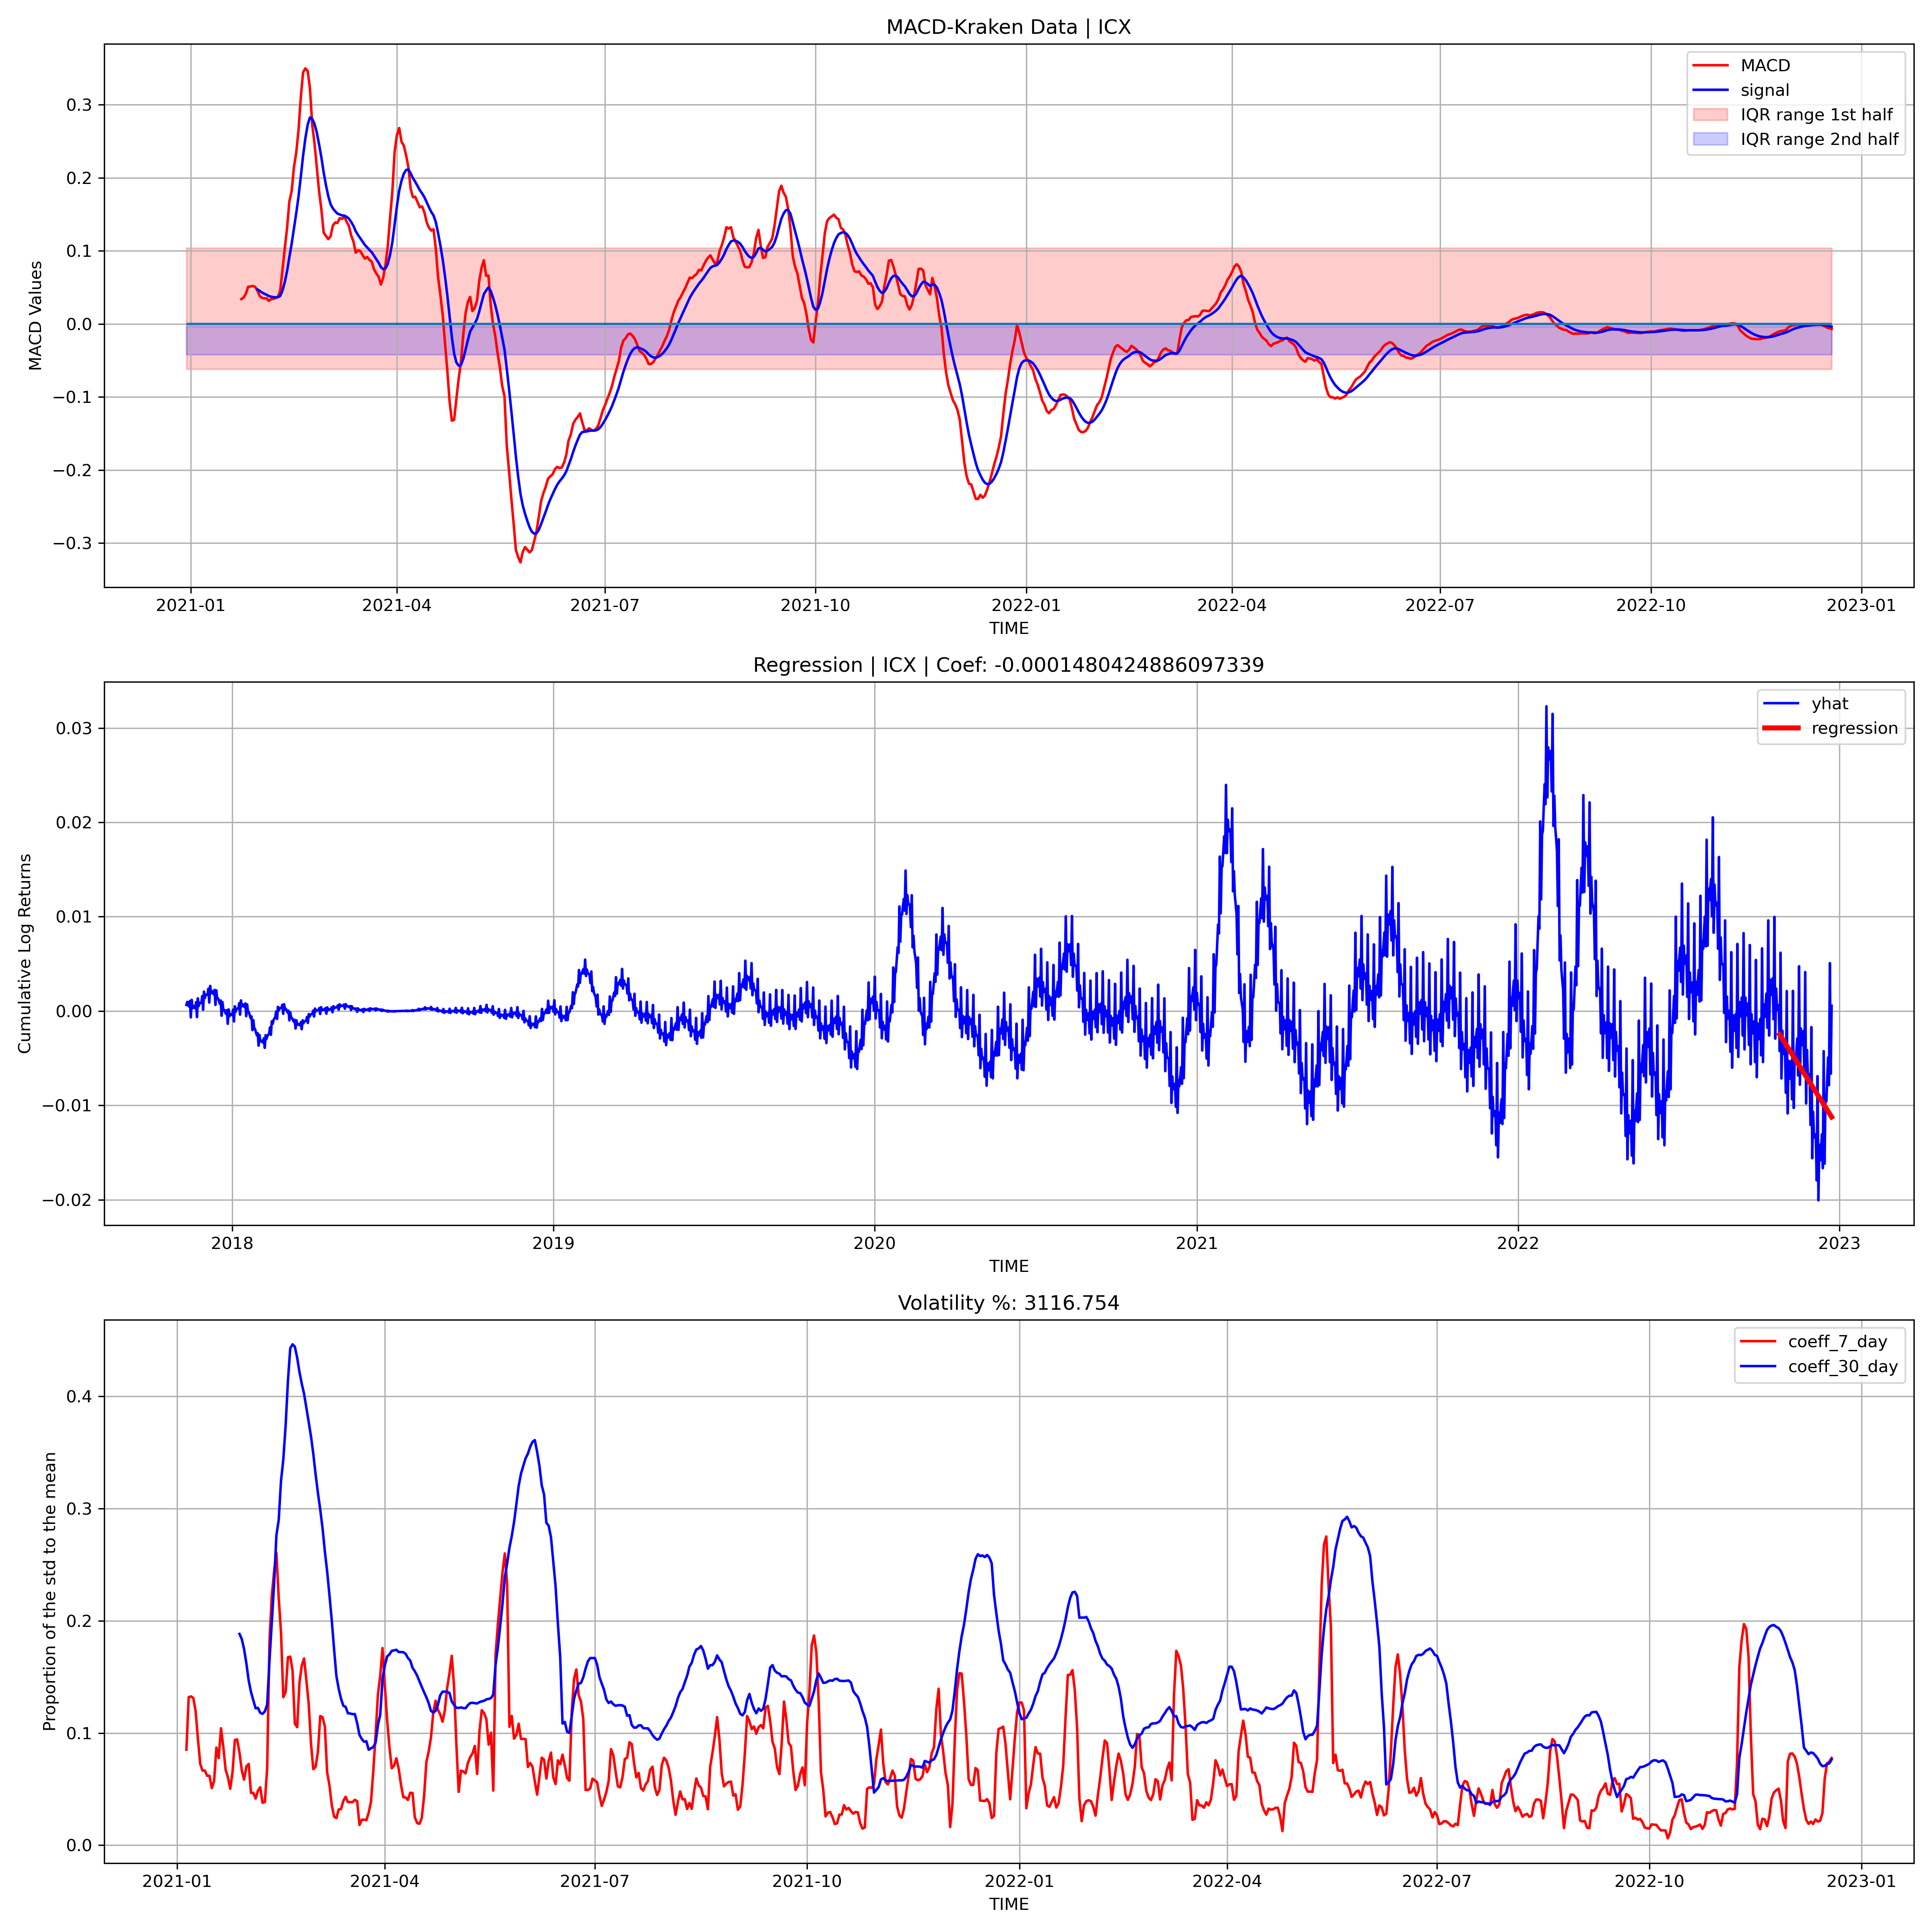 MACD-Kraken Data | ICX
MACD Values
0.3
0.2
0.1
0.0
−0.1
−0.2
−0.3
MACD
signal
IQR range 1st half
IQR range 2nd half
2021-01 2021-04 2021-07 2021-10 2022-01 2022-04 2022-07 2022-10 2023-01
TIME
Regression | ICX | Coef: -0.0001480424886097339
Cumulative Log Returns
0.03
0.02
0.01
0.00
−0.01
−0.02
yhat
regression
2018 2019 2020 2021 2022 2023
TIME
Volatility %: 3116.754
Proportion of the std to the mean
0.4
0.3
0.2
0.1
0.0
coeff_7_day
coeff_30_day
2021-01 2021-04 2021-07 2021-10 2022-01 2022-04 2022-07 2022-10 2023-01
TIME